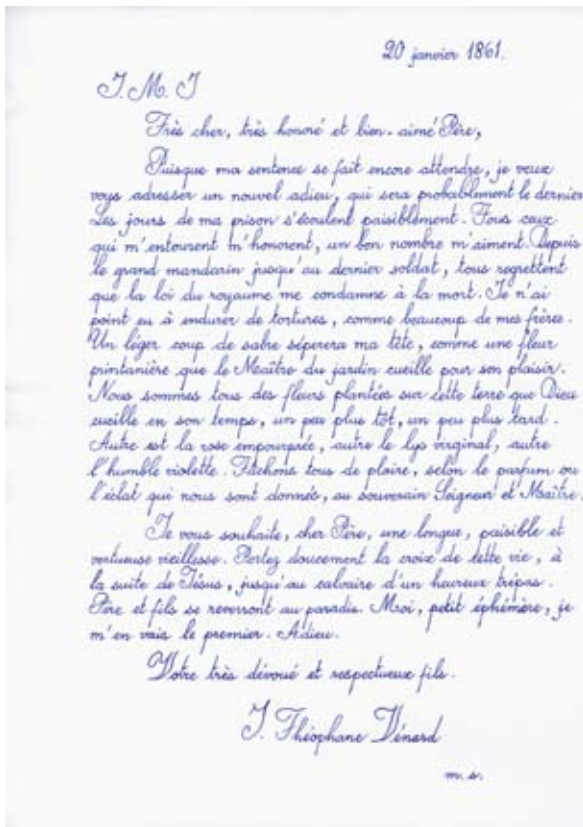 20 janvier 1861.
J. M. J
Très cher, très honoré et bien-aimé Père,
Puisque ma sentence se fait encore attendre, je veux
vous adresser un nouvel adieu, qui sera probablement le dernier
Les jours de ma prison s'écoulent paisiblement. Tous ceux
qui m'entourent m'honorent, un bon nombre m'aiment. Depuis
le grand mandarin jusqu'au dernier soldat, tous regrettent
que la loi du royaume me condamne à la mort. Je n'ai
point eu à endurer de tortures, comme beaucoup de mes frères.
Un léger coup de sabre séperera ma tête, comme une fleur
printanière que le Maître du jardin cueille pour son plaisir.
Nous sommes tous des fleurs plantées sur cette terre que Dieu
cueille en son temps, un peu plus tôt, un peu plus tard.
Autre est la rose empourprée, autre le lys virginal, autre
l'humble violette. Tâchons tous de plaire, selon le parfum ou
l'éclat qui nous sont donnés, au souverain Seigneur et Maître.
Je vous souhaite, cher Père, une longue, paisible et
vertueuse vieillesse. Portez doucement la croix de cette vie, à
la suite de Jésus, jusqu'au calvaire d'un heureux trépas.
Père et fils se reverront au paradis. Moi, petit éphémère, je
m'en vais le premier. Adieu.
Votre très dévoué et respectueux fils.
J. Théophane Vénard
m. s.